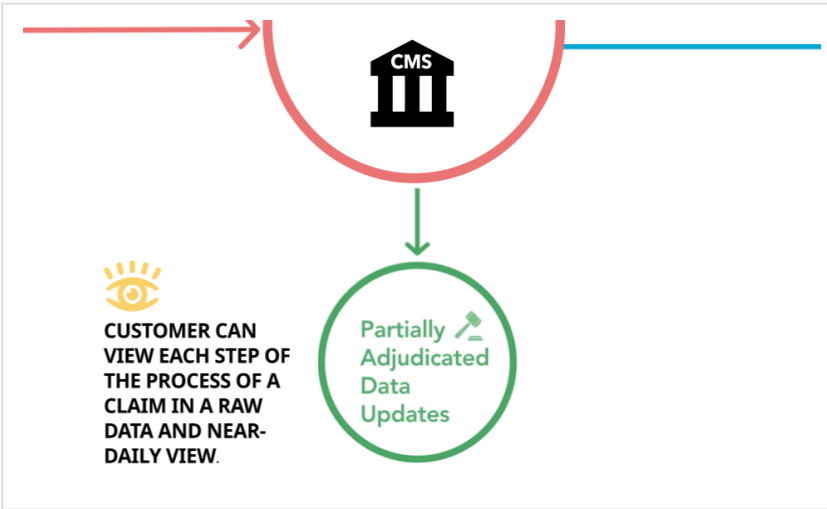 CMS
CUSTOMER CAN
VIEW EACH STEP OF
THE PROCESS OF A
CLAIM IN A RAW
DATA AND NEAR-
DAILY VIEW.
Partially
Adjudicated
Data
Updates